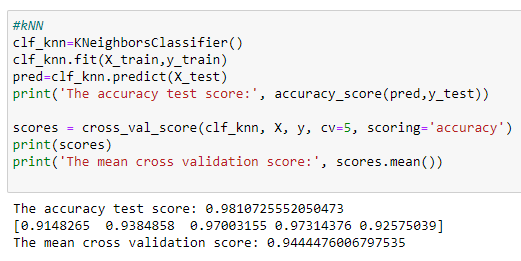 #kNN
clf_knn=KNeighborsClassifier()
clf_knn.fit(X_train,y_train)
pred=clf_knn.predict(X_test)
print('The accuracy test score:', accuracy_score(pred,y_test))
scores = cross_val_score(clf_knn, X, y, cv=5, scoring='accuracy')
print(scores)
print('The mean cross validation score:', scores.mean())
The accuracy test score: 0.9810725552050473
[0.9148265  0.9384858  0.97003155 0.97314376 0.92575039]
The mean cross validation score: 0.9444476006797535